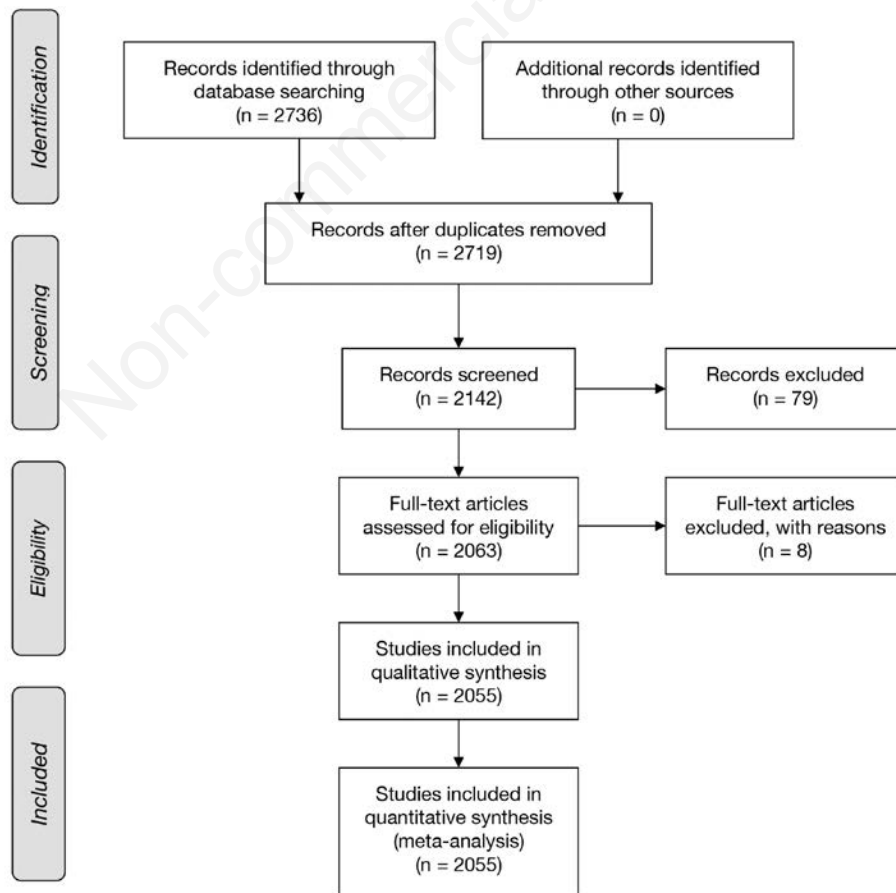 Non-commercial
Identification
Records identified through
database searching
(n = 2736)
Additional records identified
through other sources
(n = 0)
Records after duplicates removed
(n = 2719)
Screening
Records screened
(n = 2142)
Records excluded
(n = 79)
Eligibility
Full-text articles
assessed for eligibility
(n = 2063)
Full-text articles
excluded, with reasons
(n = 8)
Studies included in
qualitative synthesis
(n = 2055)
Included
Studies included in
quantitative synthesis
(meta-analysis)
(n = 2055)